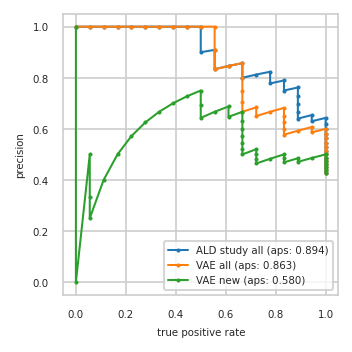 precision
1.0
0.8
0.6
0.4
0.2
0.0
ALD study all (aps: 0.894)
VAE all (aps: 0.863)
VAE new (aps: 0.580)
0.0 0.2 0.4 0.6 0.8 1.0
true positive rate